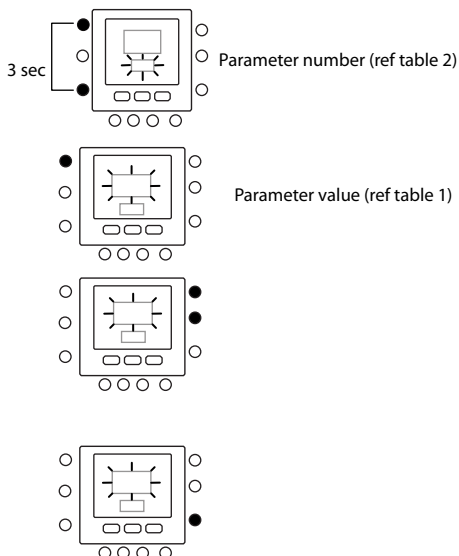 Parameter number (ref table 2)
3 sec
Parameter value (ref table 1)